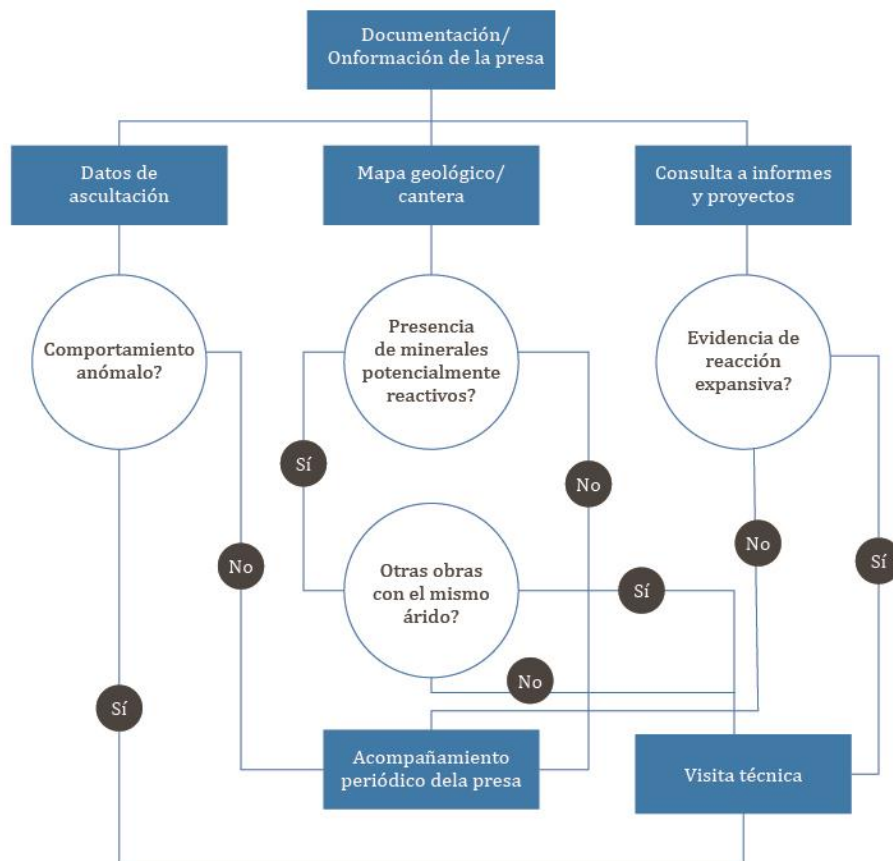 Documentación/
Onformación de la presa
Datos de
ascultación
Mapa geológico/
cantera
Consulta a informes
y proyectos
Comportamiento
anómalo?
Presencia
de minerales
potencialmente
reactivos?
Evidencia de
reacción
expansiva?
Sí
No
No
No
Sí
Otras obras
con el mismo
árido?
Sí
No
Sí
Acompañamiento
periódico dela presa
Visita técnica